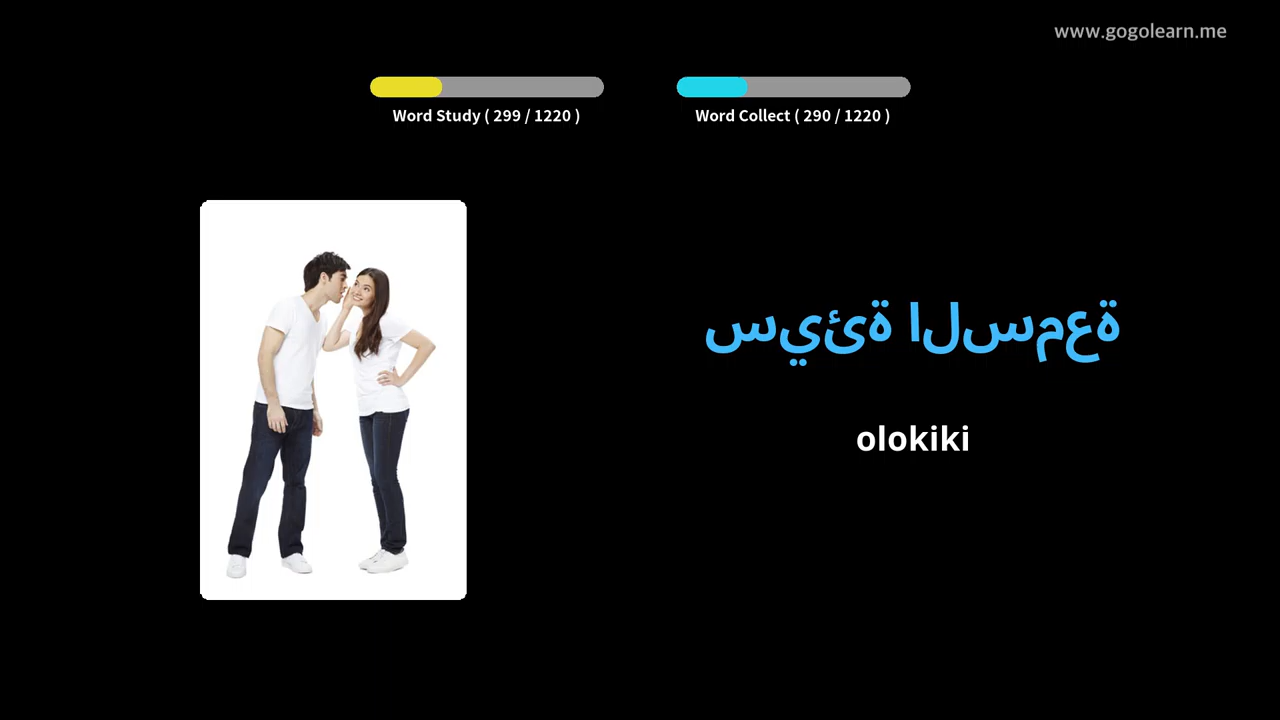 www.gogolearn.me
Word Study ( 299 / 1220 )
Word Collect ( 290 / 1220 )
سيئة السمعة
olokiki